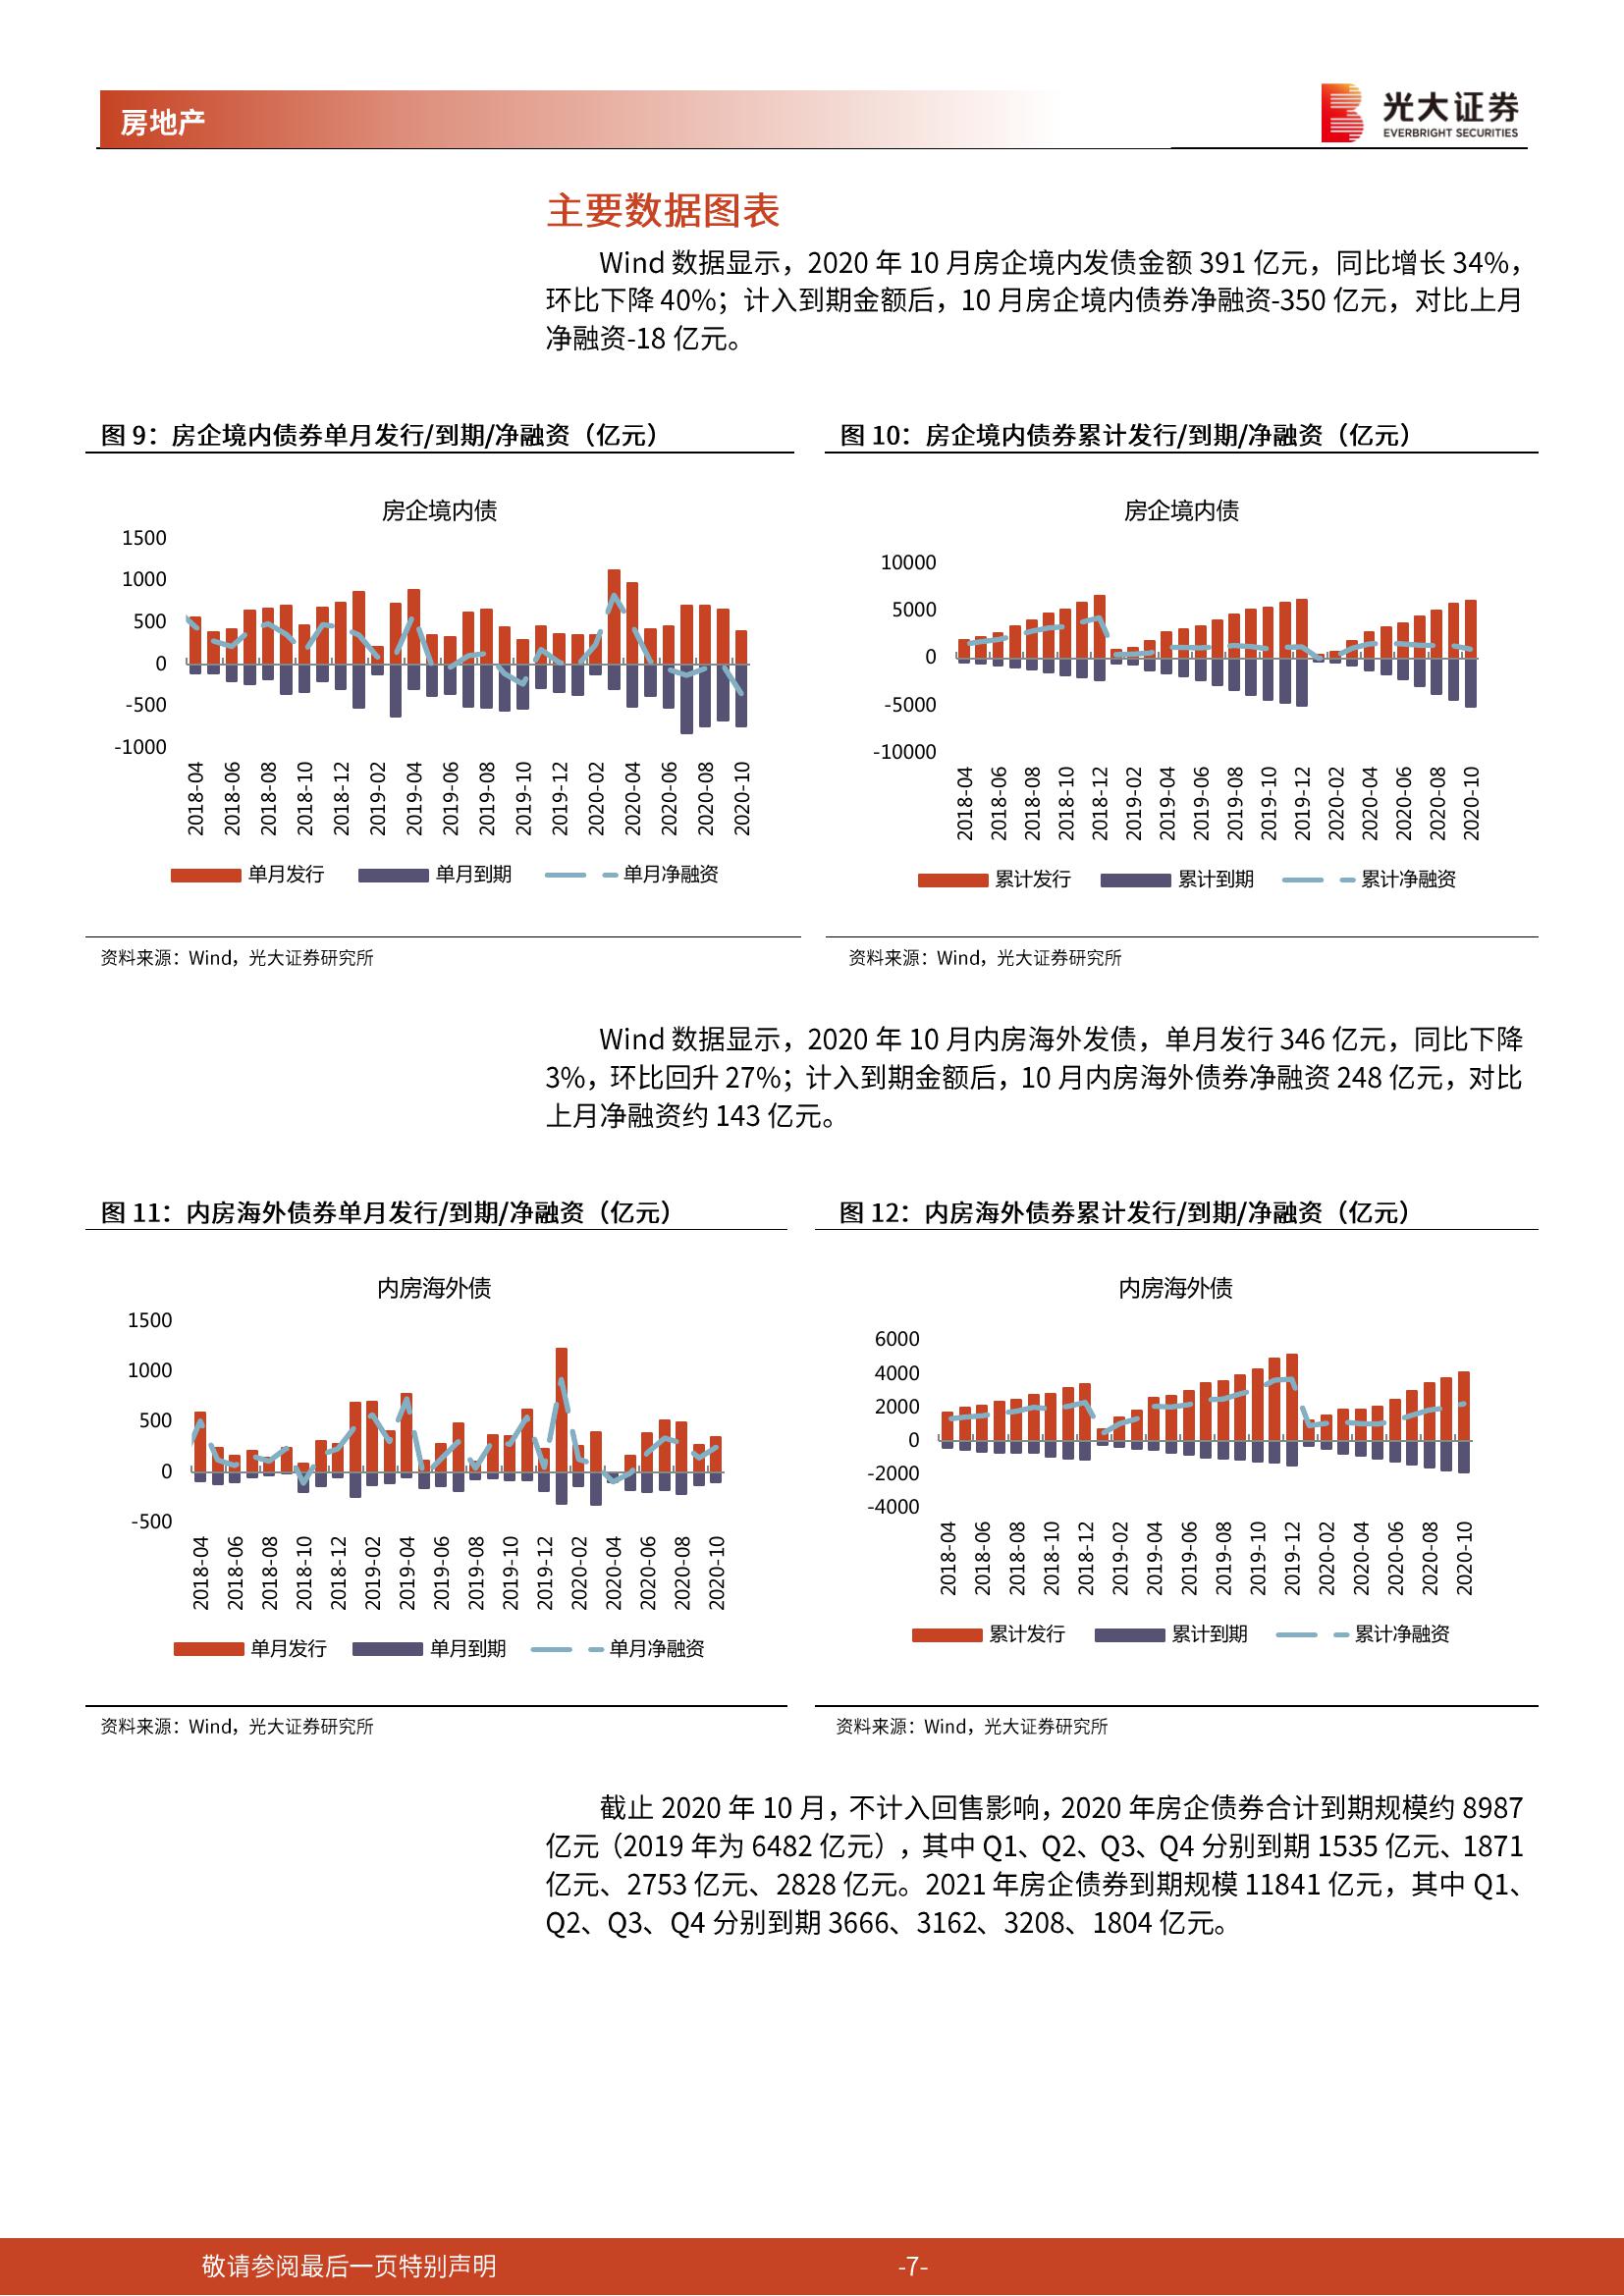 房地产
光大证券
EVERBRIGHT SECURITIES
主要数据图表
Wind 数据显示，2020 年 10 月房企境内发债金额 391 亿元，同比增长 34%，
环比下降 40%；计入到期金额后，10 月房企境内债券净融资-350 亿元，对比上月
净融资-18 亿元。
图 9：房企境内债券单月发行/到期/净融资（亿元）
房企境内债
1500
1000
500
0
-500
-1000
2018-04
2018-06
2018-08
2018-10
2018-12
2019-02
2019-04
2019-06
2019-08
2019-10
2019-12
2020-02
2020-04
2020-06
2020-08
2020-10
单月发行 单月到期 单月净融资
资料来源：Wind，光大证券研究所
图 10：房企境内债券累计发行/到期/净融资（亿元）
房企境内债
10000
5000
0
-5000
-10000
2018-04
2018-06
2018-08
2018-10
2018-12
2019-02
2019-04
2019-06
2019-08
2019-10
2019-12
2020-02
2020-04
2020-06
2020-08
2020-10
累计发行 累计到期 累计净融资
资料来源：Wind，光大证券研究所
Wind 数据显示，2020 年 10 月内房海外发债，单月发行 346 亿元，同比下降
3%，环比回升 27%；计入到期金额后，10 月内房海外债券净融资 248 亿元，对比
上月净融资约 143 亿元。
图 11：内房海外债券单月发行/到期/净融资（亿元）
内房海外债
1500
1000
500
0
-500
2018-04
2018-06
2018-08
2018-10
2018-12
2019-02
2019-04
2019-06
2019-08
2019-10
2019-12
2020-02
2020-04
2020-06
2020-08
2020-10
单月发行 单月到期 单月净融资
资料来源：Wind，光大证券研究所
图 12：内房海外债券累计发行/到期/净融资（亿元）
内房海外债
6000
4000
2000
0
-2000
-4000
2018-04
2018-06
2018-08
2018-10
2018-12
2019-02
2019-04
2019-06
2019-08
2019-10
2019-12
2020-02
2020-04
2020-06
2020-08
2020-10
累计发行 累计到期 累计净融资
资料来源：Wind，光大证券研究所
截止 2020 年 10 月，不计入回售影响，2020 年房企债券合计到期规模约 8987
亿元（2019 年为 6482 亿元），其中 Q1、Q2、Q3、Q4 分别到期 1535 亿元、1871
亿元、2753 亿元、2828 亿元。2021 年房企债券到期规模 11841 亿元，其中 Q1、
Q2、Q3、Q4 分别到期 3666、3162、3208、1804 亿元。
敬请参阅最后一页特别声明
-7-